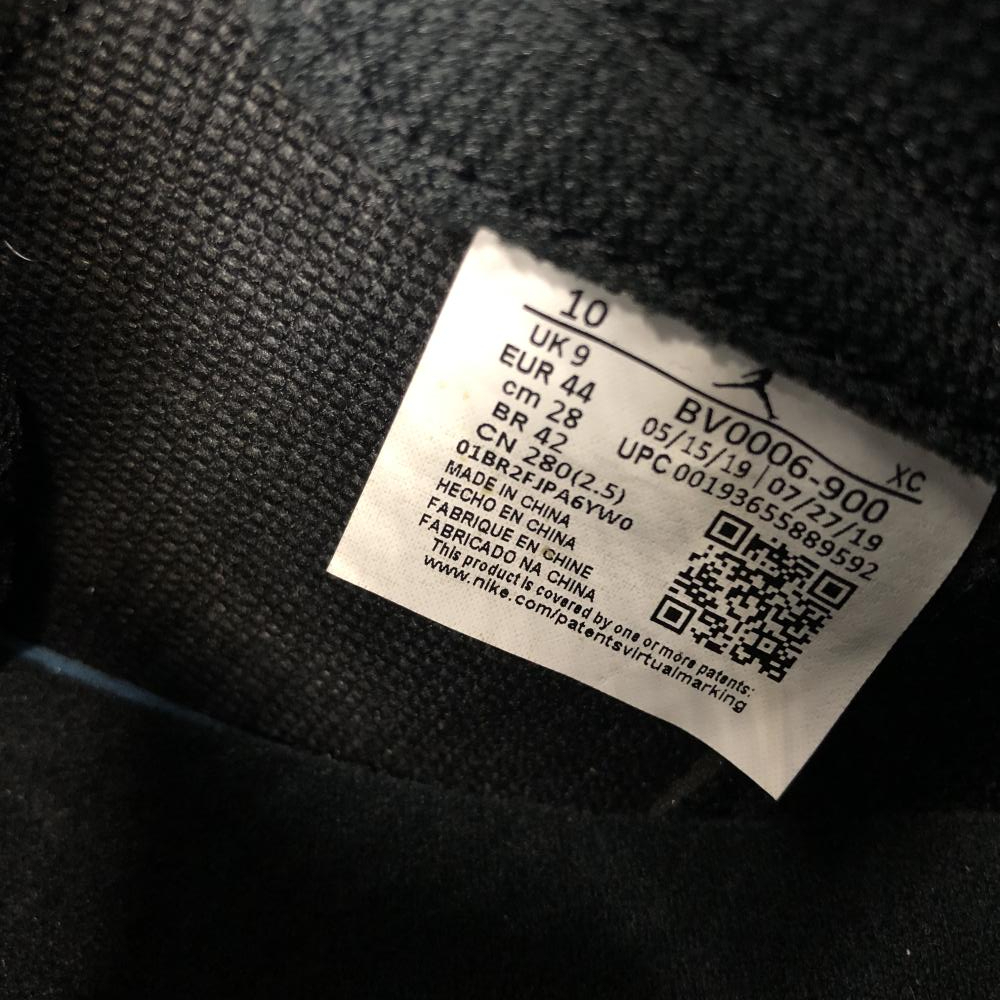 10
UK 9
EUR 44
cm 28
BR 42
CN 280(2.5)
01BR2FJPA6YW0
MADE IN CHINA
HECHO EN CHINA
FABRIQUE EN CHINE
FABRICADO NA CHINA
This product is covered by one or more patents:
www.nike.com/patentsvirtualmarking
XC
BV0006-900
05/15/19 | 07/27/19
UPC 00193655889592